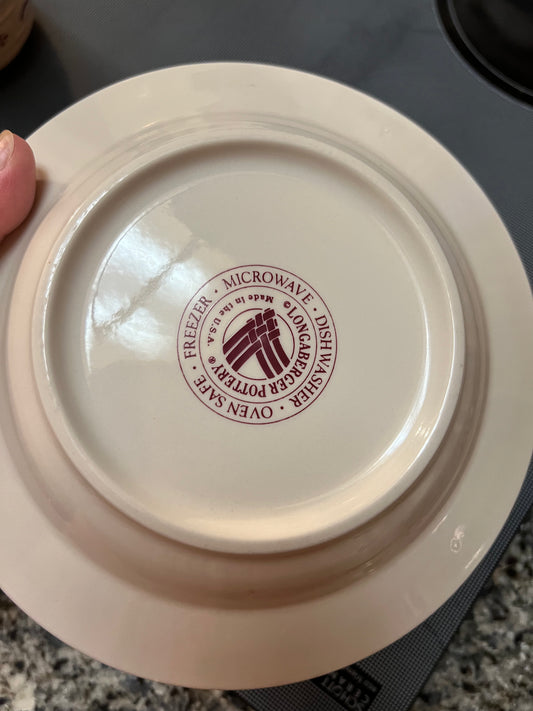 FREEZER · MICROWAVE · DISHWASHER · OVEN SAFE ·
© LONGABERGER POTTERY ®
Made in the U.S.A.